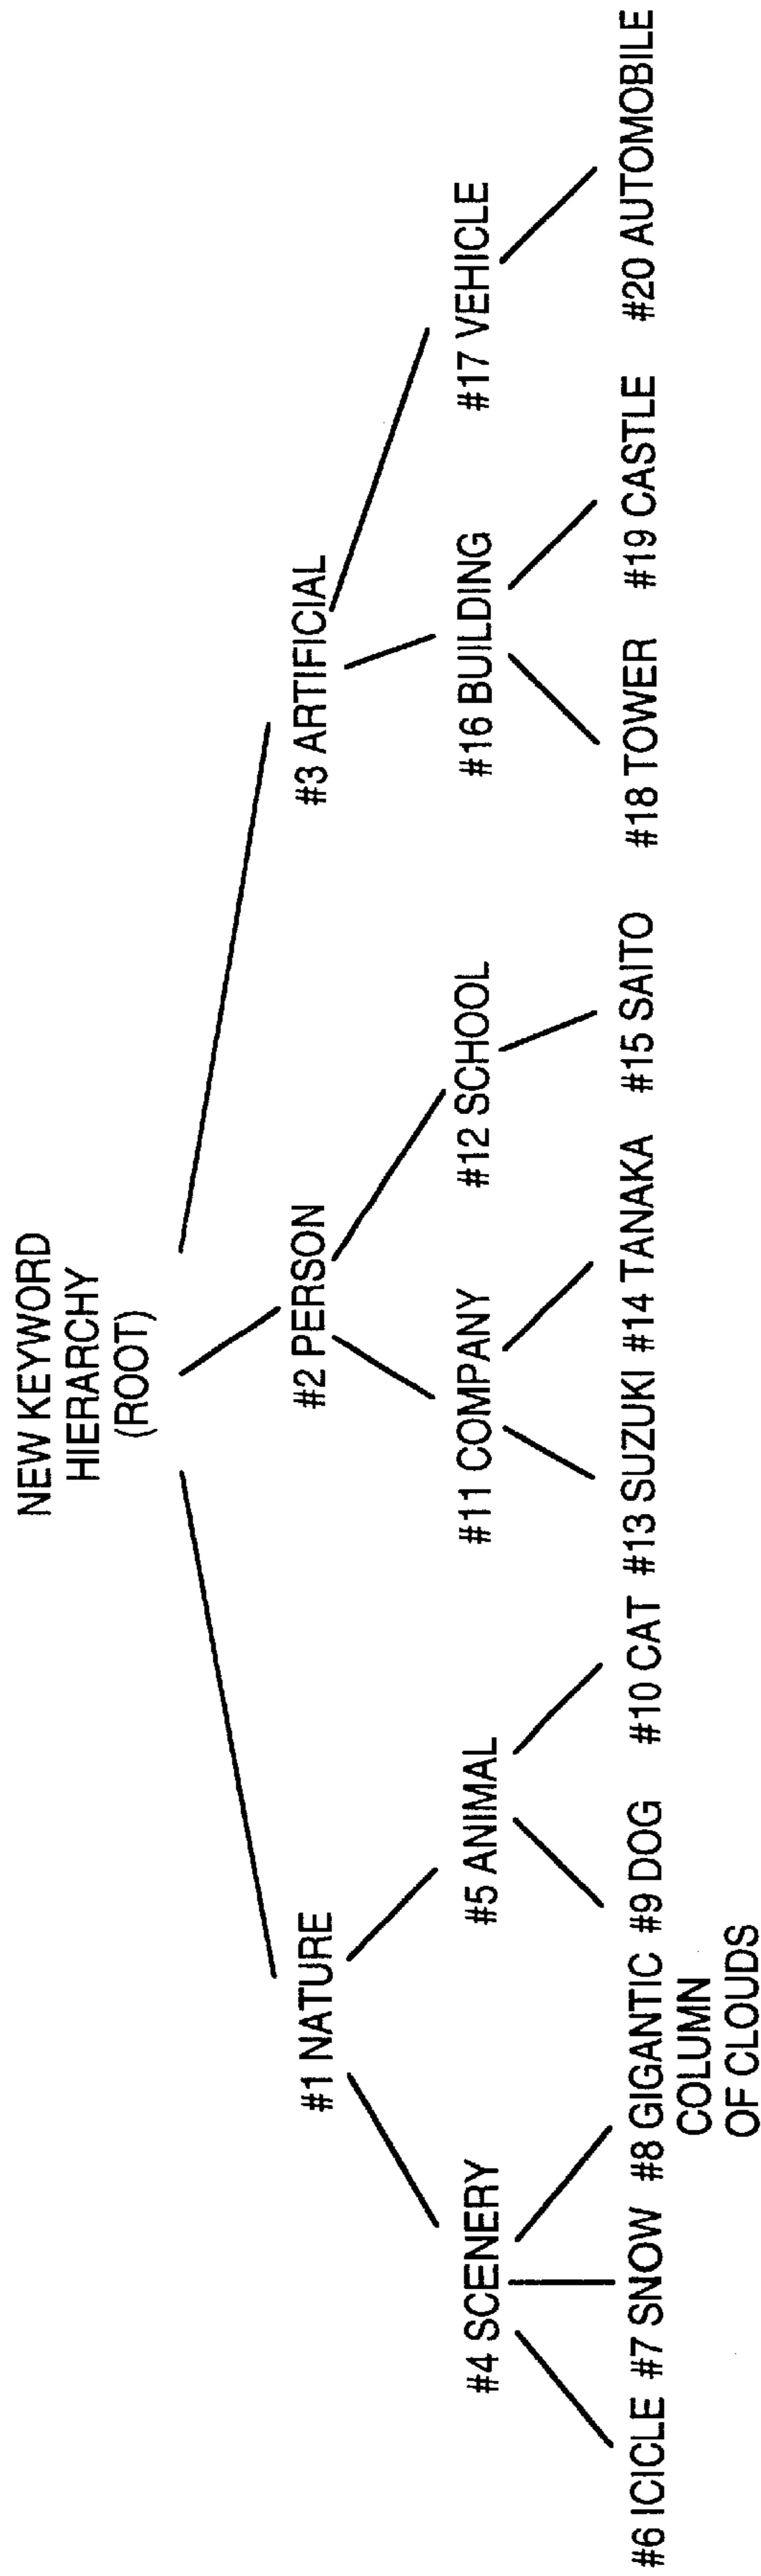 NEW KEYWORD
HIERARCHY
(ROOT)
#1 NATURE
#2 PERSON
#3 ARTIFICIAL
#4 SCENERY
#5 ANIMAL
#11 COMPANY
#12 SCHOOL
#16 BUILDING
#17 VEHICLE
#6 ICICLE
#7 SNOW
#8 GIGANTIC
COLUMN
OF CLOUDS
#9 DOG
#10 CAT
#13 SUZUKI
#14 TANAKA
#15 SAITO
#18 TOWER
#19 CASTLE
#20 AUTOMOBILE